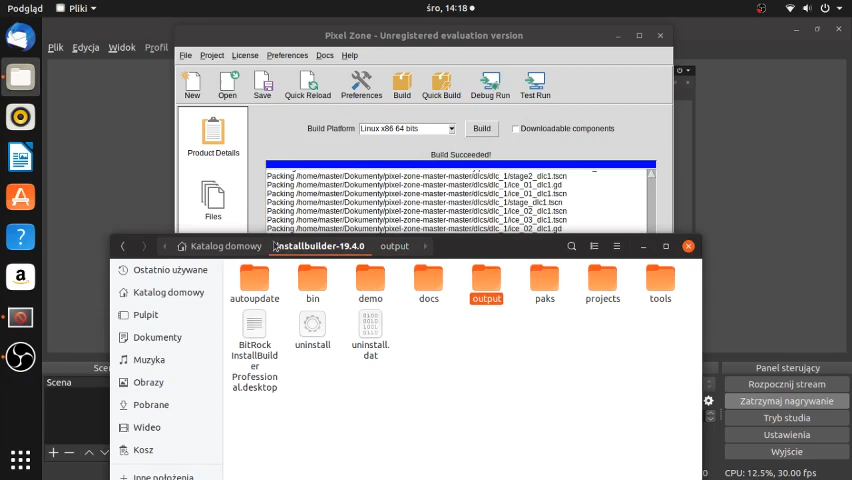 Podgląd
Pliki
śro, 14:18
Plik Edycja Widok Profil
Pixel Zone - Unregistered evaluation version
File Project License Preferences Docs Help
New Open Save Quick Reload Preferences Build Quick Build Debug Run Test Run
Build Platform Linux x86 64 bits Build Downloadable components
Product Details
Files
Build Succeeded!
Packing /home/master/Dokumenty/pixel-zone-master-master/dlcs/dlc_1/stage2_dlc1.tscn
Packing /home/master/Dokumenty/pixel-zone-master-master/dlcs/dlc_1/ice_01_dlc1.gd
Packing /home/master/Dokumenty/pixel-zone-master-master/dlcs/dlc_1/ice_01_dlc1.tscn
Packing /home/master/Dokumenty/pixel-zone-master-master/dlcs/dlc_1/stage_dlc1.tscn
Packing /home/master/Dokumenty/pixel-zone-master-master/dlcs/dlc_1/ice_02_dlc1.tscn
Packing /home/master/Dokumenty/pixel-zone-master-master/dlcs/dlc_1/ice_03_dlc1.tscn
Packing /home/master/Dokumenty/pixel-zone-master-master/dlcs/dlc_1/ice_02_dlc1.gd
Katalog domowy installbuilder-19.4.0 output
Ostatnio używane
Katalog domowy
Pulpit
Dokumenty
Muzyka
Obrazy
Pobrane
Wideo
Kosz
Inne położenia
autoupdate bin demo docs output paks projects tools
BitRock InstallBuild er Profession al.desktop
uninstall
uninstall. dat
Scena
Panel sterujący
Rozpocznij stream
Zatrzymaj nagrywanie
Tryb studia
Ustawienia
Wyjście
CPU: 12.5%, 30.00 fps